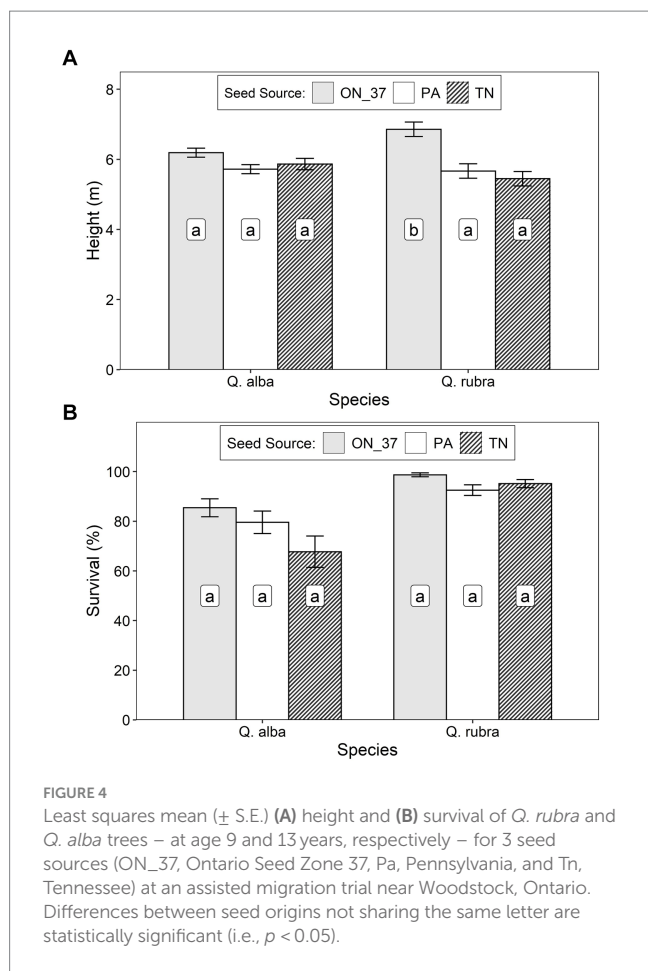 A
Seed Source: ON_37 PA TN
8
6
4
2
0
Height (m)
a a a b a a
Q. alba Q. rubra
Species
B
Seed Source: ON_37 PA TN
100
80
60
40
20
0
Survival (%)
a a a a a a
Q. alba Q. rubra
Species
FIGURE 4
Least squares mean (± S.E.) (A) height and (B) survival of Q. rubra and
Q. alba trees – at age 9 and 13 years, respectively – for 3 seed
sources (ON_37, Ontario Seed Zone 37, Pa, Pennsylvania, and Tn,
Tennessee) at an assisted migration trial near Woodstock, Ontario.
Differences between seed origins not sharing the same letter are
statistically significant (i.e., p < 0.05).